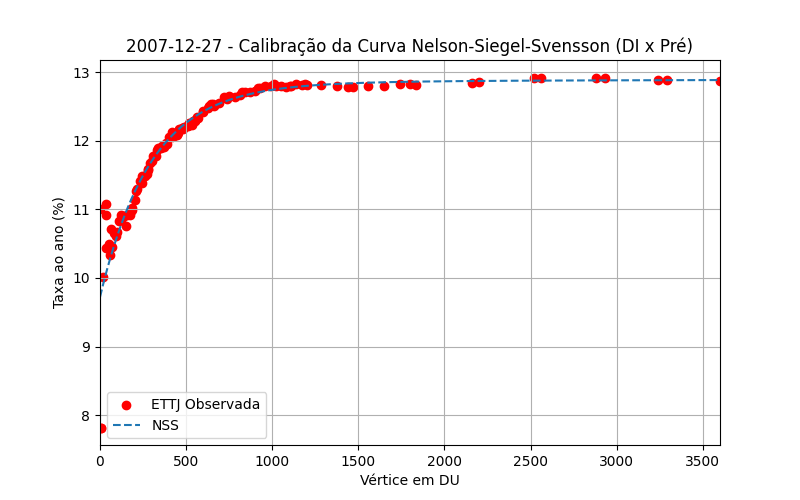 2007-12-27 - Calibração da Curva Nelson-Siegel-Svensson (DI x Pré)
Taxa ao ano (%)
13
12
11
10
9
8
ETTJ Observada
NSS
0 500 1000 1500 2000 2500 3000 3500
Vértice em DU